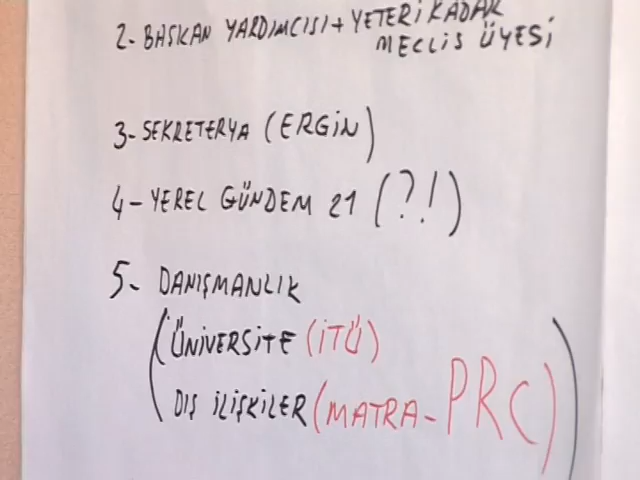 2- BAŞKAN YARDIMCISI + YETERİ KADAR
MECLİS ÜYESİ
3- SEKRETERYA (ERGİN)
4- YEREL GÜNDEM 21 (?!)
5- DANIŞMANLIK
(ÜNİVERSİTE (İTÜ)
DIŞ İLİŞKİLER (MATRA-PRC))